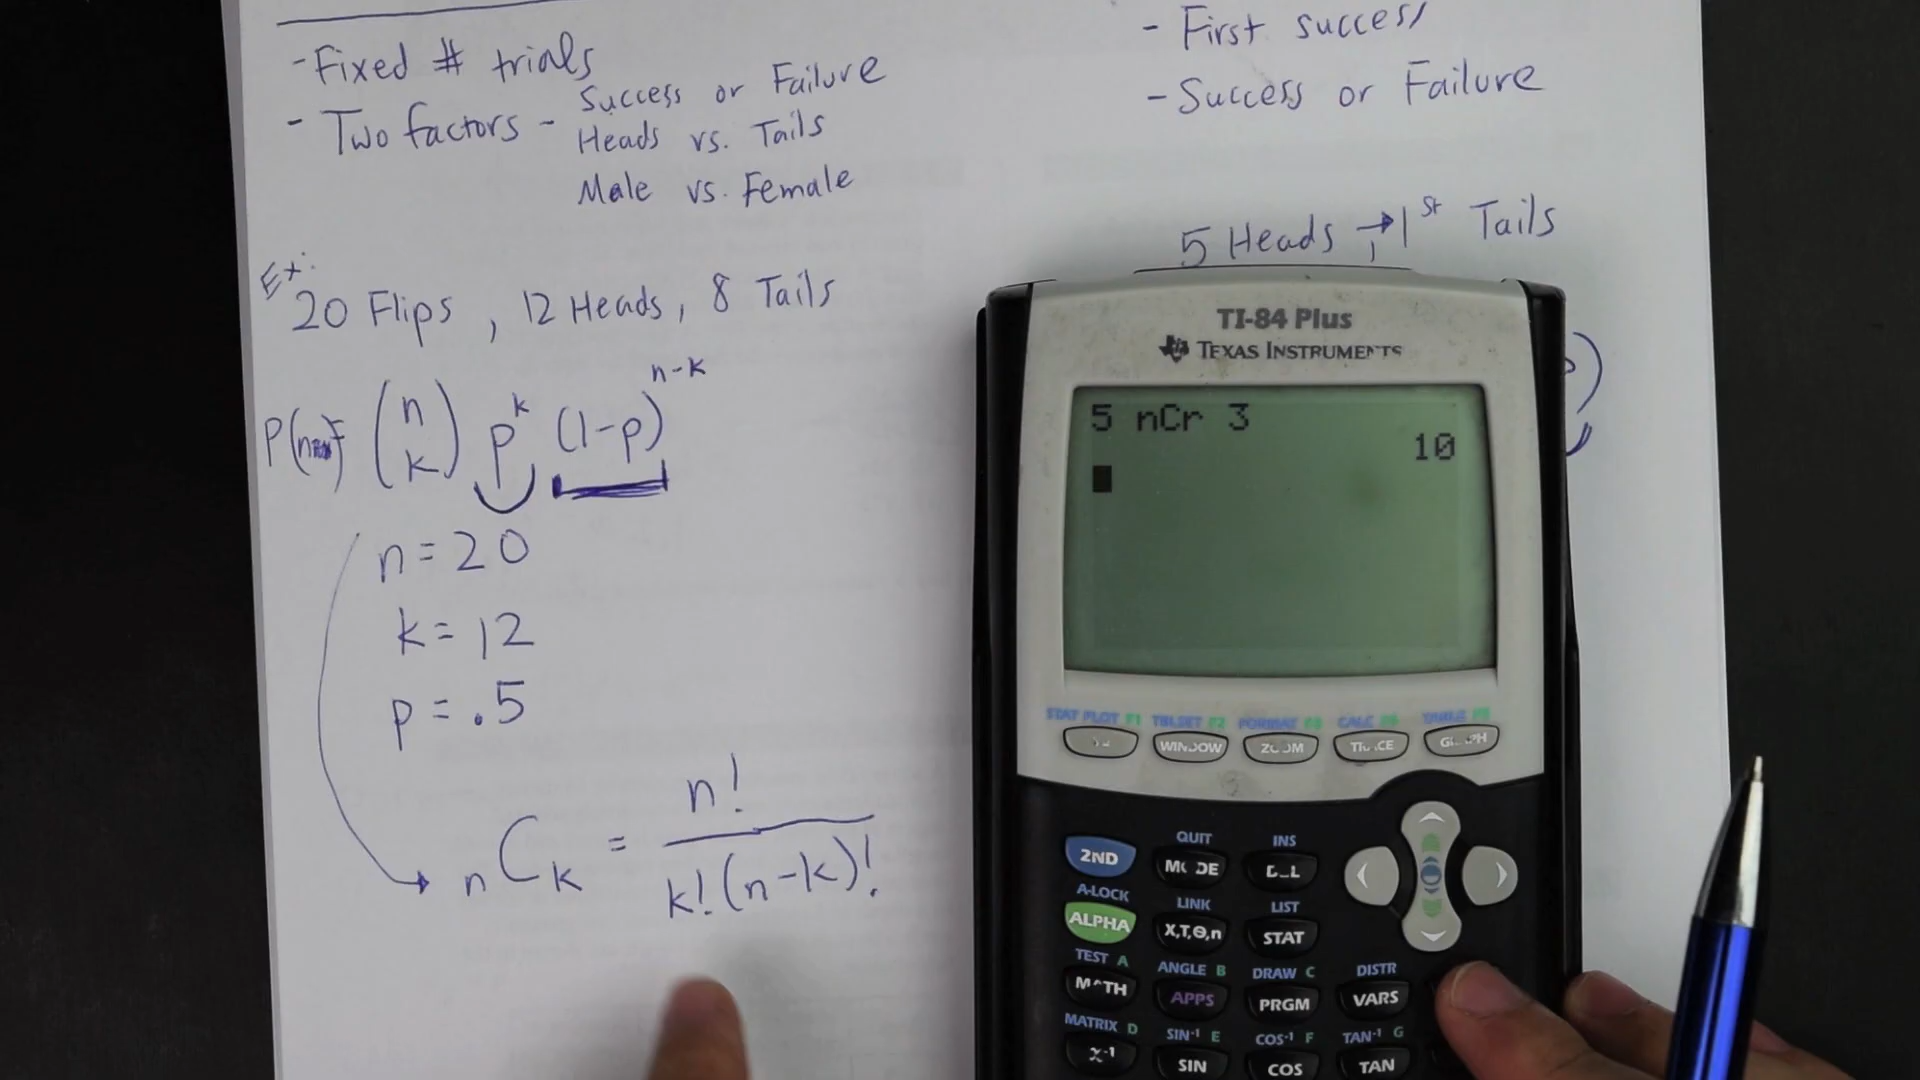 - Fixed # trials
- Two factors - Success or Failure
Heads vs. Tails
Male vs. Female
Ex:
20 Flips, 12 Heads, 8 Tails
P(n )= (n k) p^k (1-p)^n-k
n = 20
k = 12
p = .5
nCk = n! / k!(n-k)!
- First success
- Success or Failure
5 Heads → 1st Tails
TI-84 Plus
TEXAS INSTRUMENTS
5 nCr 3
10
STAT PLOT F1 TBLSET F2 FORMAT F3 CALC F4 TABLE F5
WINDOW ZOOM TRACE GRAPH
QUIT INS
2ND MODE DEL
A-LOCK LINK LIST
ALPHA X,T,Θ,n STAT
TEST A ANGLE B DRAW C DISTR
MATH APPS PRGM VARS
MATRIX D SIN-1 E COS-1 F TAN-1 G
x-1 SIN COS TAN